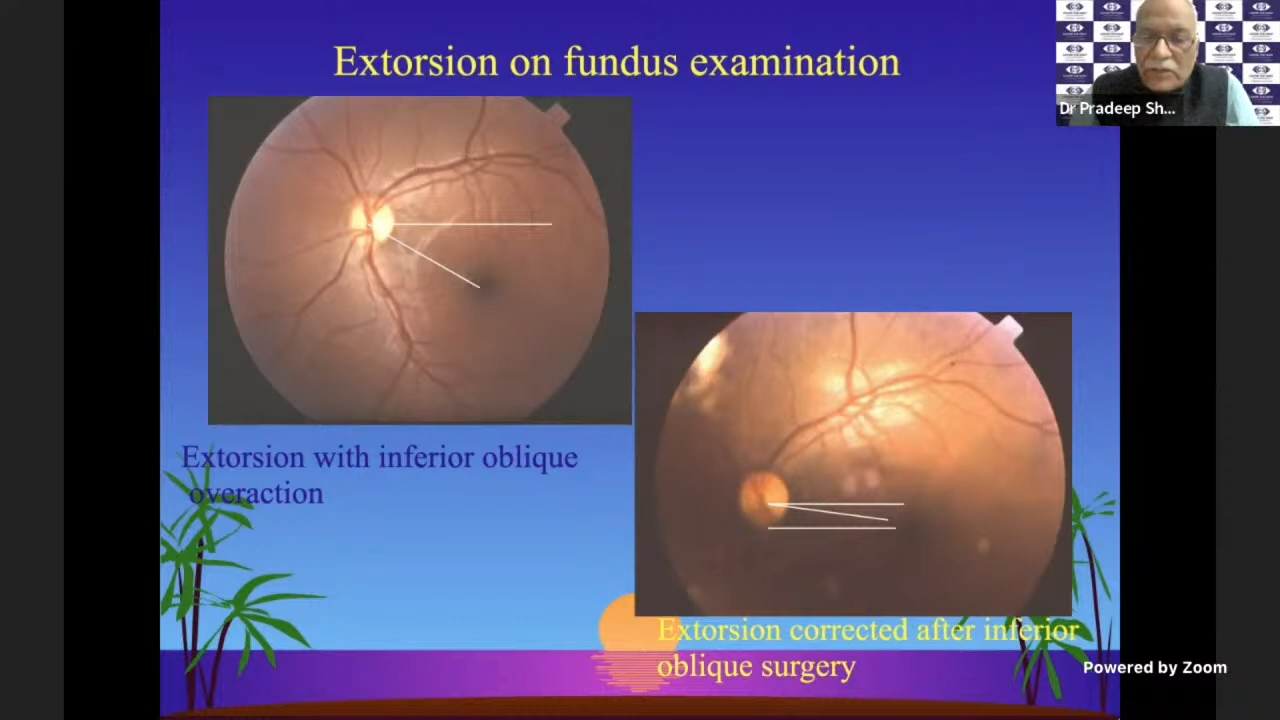 Extorsion on fundus examination
Dr Pradeep Sh...
Extorsion with inferior oblique
overaction
Extorsion corrected after inferior
oblique surgery
Powered by Zoom